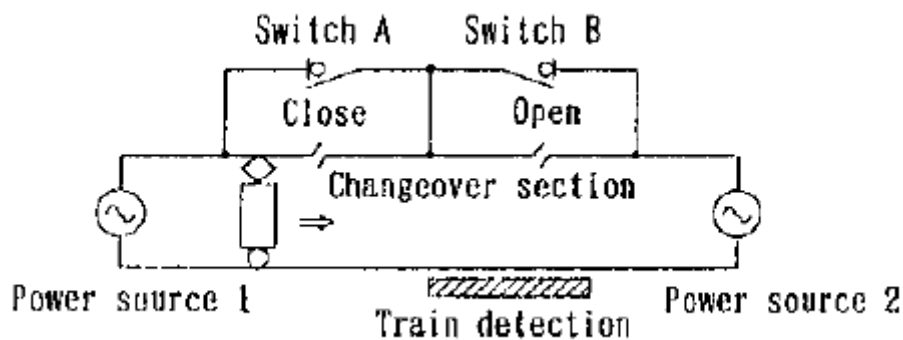 Switch A Switch B
Close Open
Changeover section
Power source 1 Power source 2
Train detection